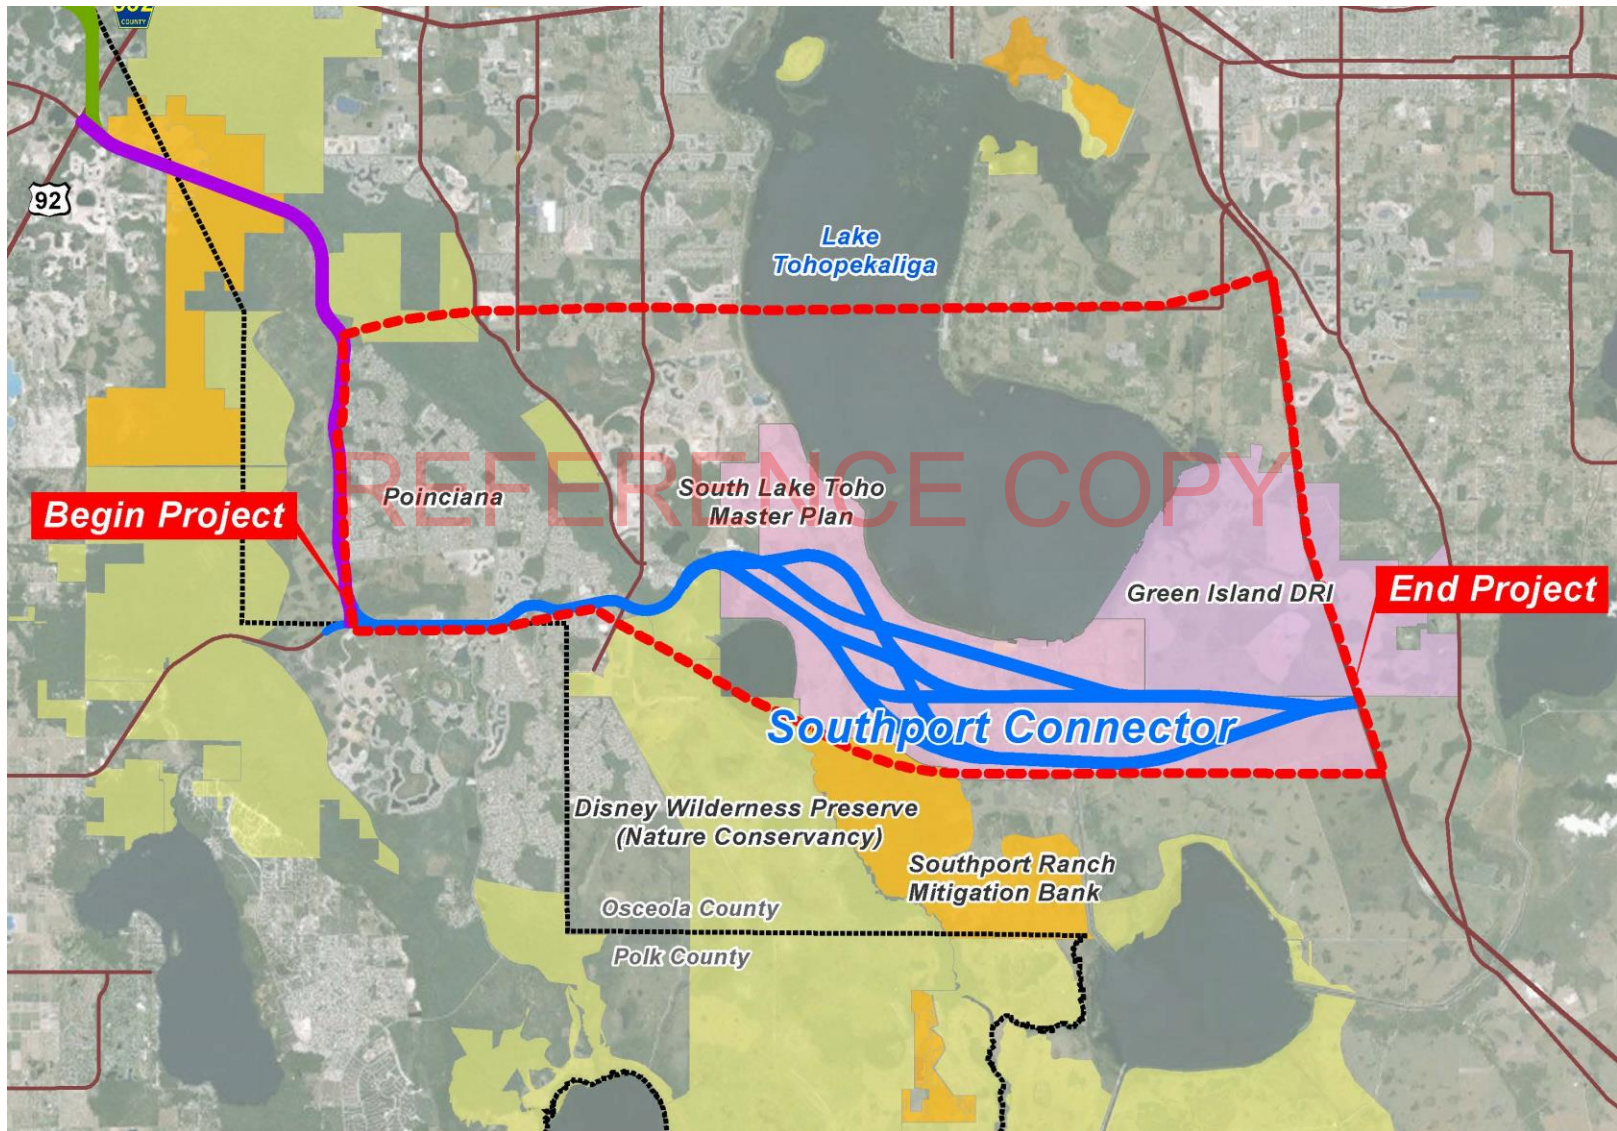 COUNTY
92
Lake
Tohopekaliga
REFERENCE COPY
Poinciana
South Lake Toho
Master Plan
Begin Project
Green Island DRI
End Project
Southport Connector
Disney Wilderness Preserve
(Nature Conservancy)
Southport Ranch
Mitigation Bank
Osceola County
Polk County